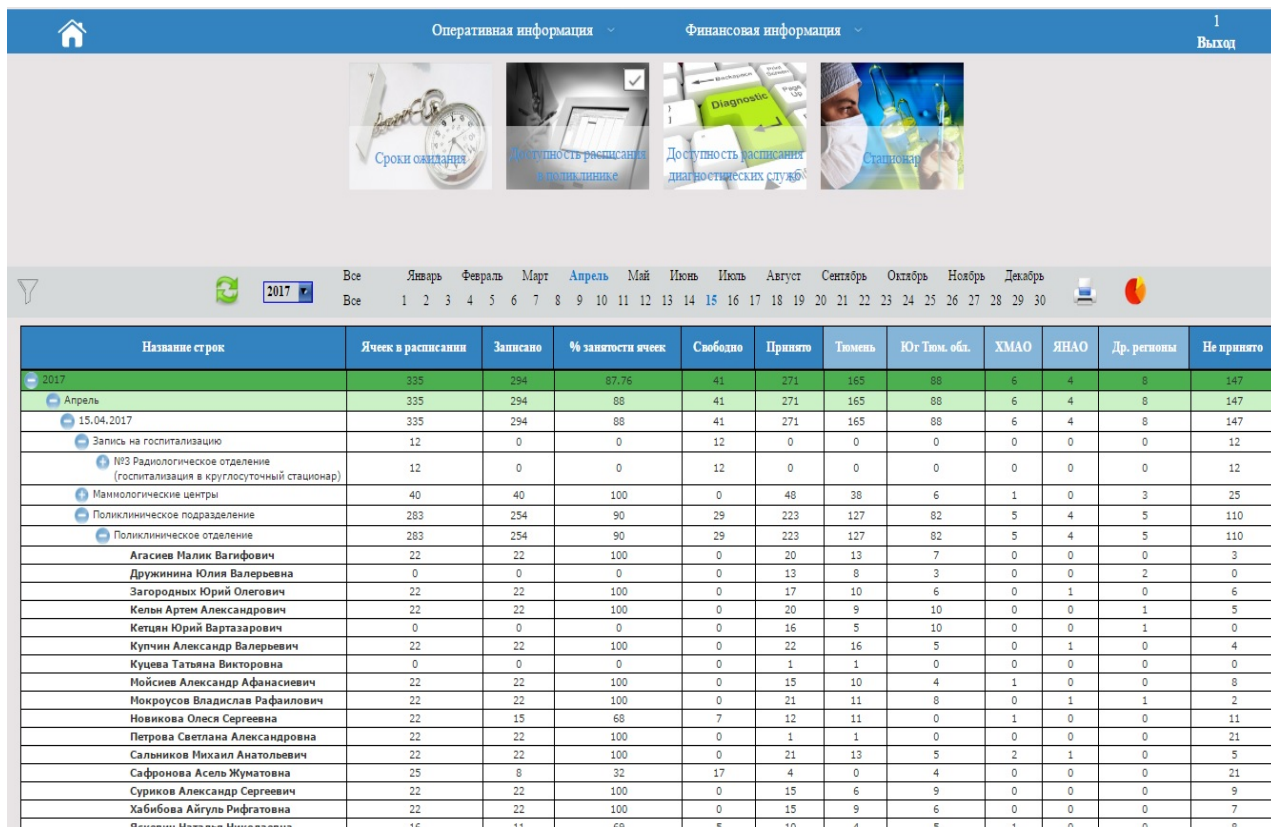 Оперативная информация
Финансовая информация
1
Выход
Сроки ожидания
Доступность расписания
в поликлинике
Diagnostic
Backspace
Page Up
Доступность расписания
диагностических служб
Стационар
2017
Все Январь Февраль Март Апрель Май Июнь Июль Август Сентябрь Октябрь Ноябрь Декабрь
Все 1 2 3 4 5 6 7 8 9 10 11 12 13 14 15 16 17 18 19 20 21 22 23 24 25 26 27 28 29 30
Название строк Ячеек в расписании Записано % занятости ячеек Свободно Принято Тюмень Юг Тюм. обл. ХМАО ЯНАО Др. регионы Не принято
2017 335 294 87.76 41 271 165 88 6 4 8 147
Апрель 335 294 88 41 271 165 88 6 4 8 147
15.04.2017 335 294 88 41 271 165 88 6 4 8 147
Запись на госпитализацию 12 0 0 12 0 0 0 0 0 0 12
№3 Радиологическое отделение
(госпитализация в круглосуточный стационар) 12 0 0 12 0 0 0 0 0 0 12
Маммологические центры 40 40 100 0 48 38 6 1 0 3 25
Поликлиническое подразделение 283 254 90 29 223 127 82 5 4 5 110
Поликлиническое отделение 283 254 90 29 223 127 82 5 4 5 110
Агасиев Малик Вагифович 22 22 100 0 20 13 7 0 0 0 3
Дружинина Юлия Валерьевна 0 0 0 0 13 8 3 0 0 2 0
Загородных Юрий Олегович 22 22 100 0 17 10 6 0 1 0 6
Кельн Артем Александрович 22 22 100 0 20 9 10 0 0 1 5
Кетцян Юрий Вартазарович 0 0 0 0 16 5 10 0 0 1 0
Купчин Александр Валерьевич 22 22 100 0 22 16 5 0 1 0 4
Куцева Татьяна Викторовна 0 0 0 0 1 1 0 0 0 0 0
Мойсиев Александр Афанасиевич 22 22 100 0 15 10 4 1 0 0 8
Мокроусов Владислав Рафаилович 22 22 100 0 21 11 8 0 1 1 2
Новикова Олеся Сергеевна 22 15 68 7 12 11 0 1 0 0 11
Петрова Светлана Александровна 22 22 100 0 1 1 0 0 0 0 21
Сальников Михаил Анатольевич 22 22 100 0 21 13 5 2 1 0 5
Сафронова Асель Жуматовна 25 8 32 17 4 0 4 0 0 0 21
Суриков Александр Сергеевич 22 22 100 0 15 6 9 0 0 0 9
Хабибова Айгуль Рифгатовна 22 22 100 0 15 9 6 0 0 0 7